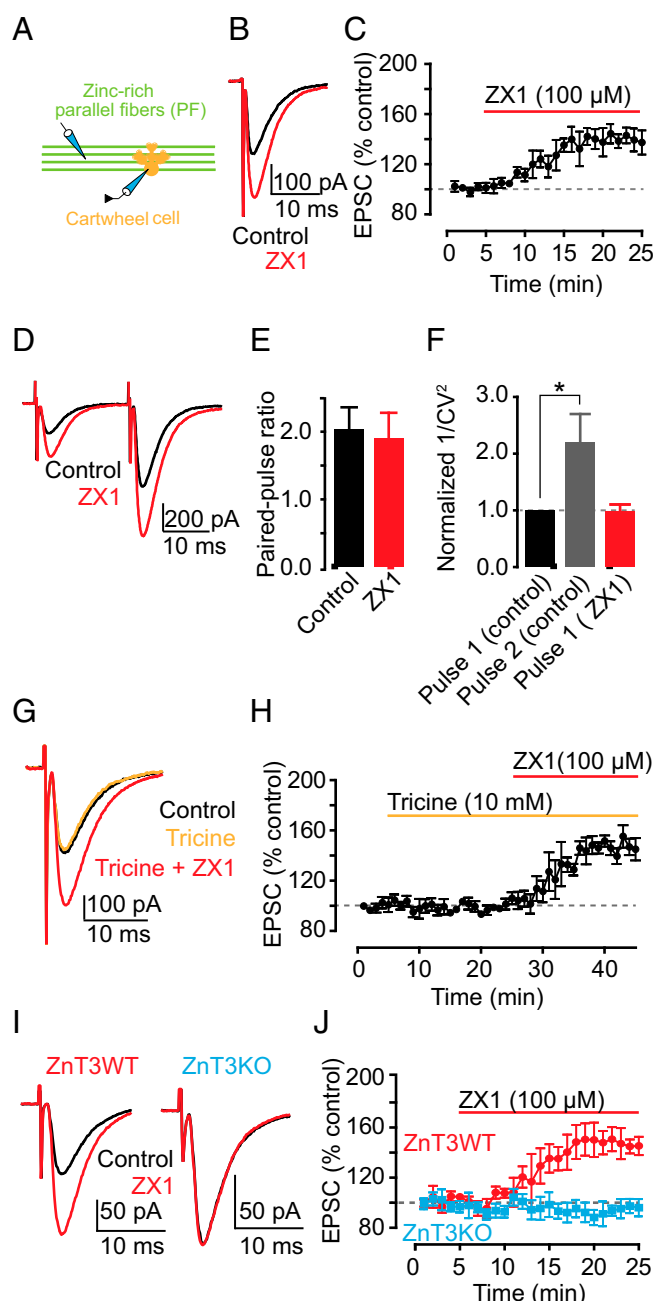 A
Zinc-rich
parallel fibers (PF)
Cartwheel cell
B
100 pA
10 ms
Control
ZX1
C
EPSC (% control)
200
160
120
80
ZX1 (100 µM)
0 5 10 15 20 25
Time (min)
D
Control
ZX1
200 pA
10 ms
E
Paired-pulse ratio
2.0
1.0
0.0
Control
ZX1
F
Normalized 1/CV²
3.0
2.0
1.0
0.0
*
Pulse 1 (control)
Pulse 2 (control)
Pulse 1 ( ZX1)
G
Control
Tricine
Tricine + ZX1
100 pA
10 ms
H
EPSC (% control)
200
160
120
80
ZX1(100 µM)
Tricine (10 mM)
0 10 20 30 40
Time (min)
I
ZnT3WT
ZnT3KO
Control
ZX1
50 pA
10 ms
50 pA
10 ms
J
EPSC (% control)
200
160
120
80
ZX1 (100 µM)
ZnT3WT
ZnT3KO
0 5 10 15 20 25
Time (min)